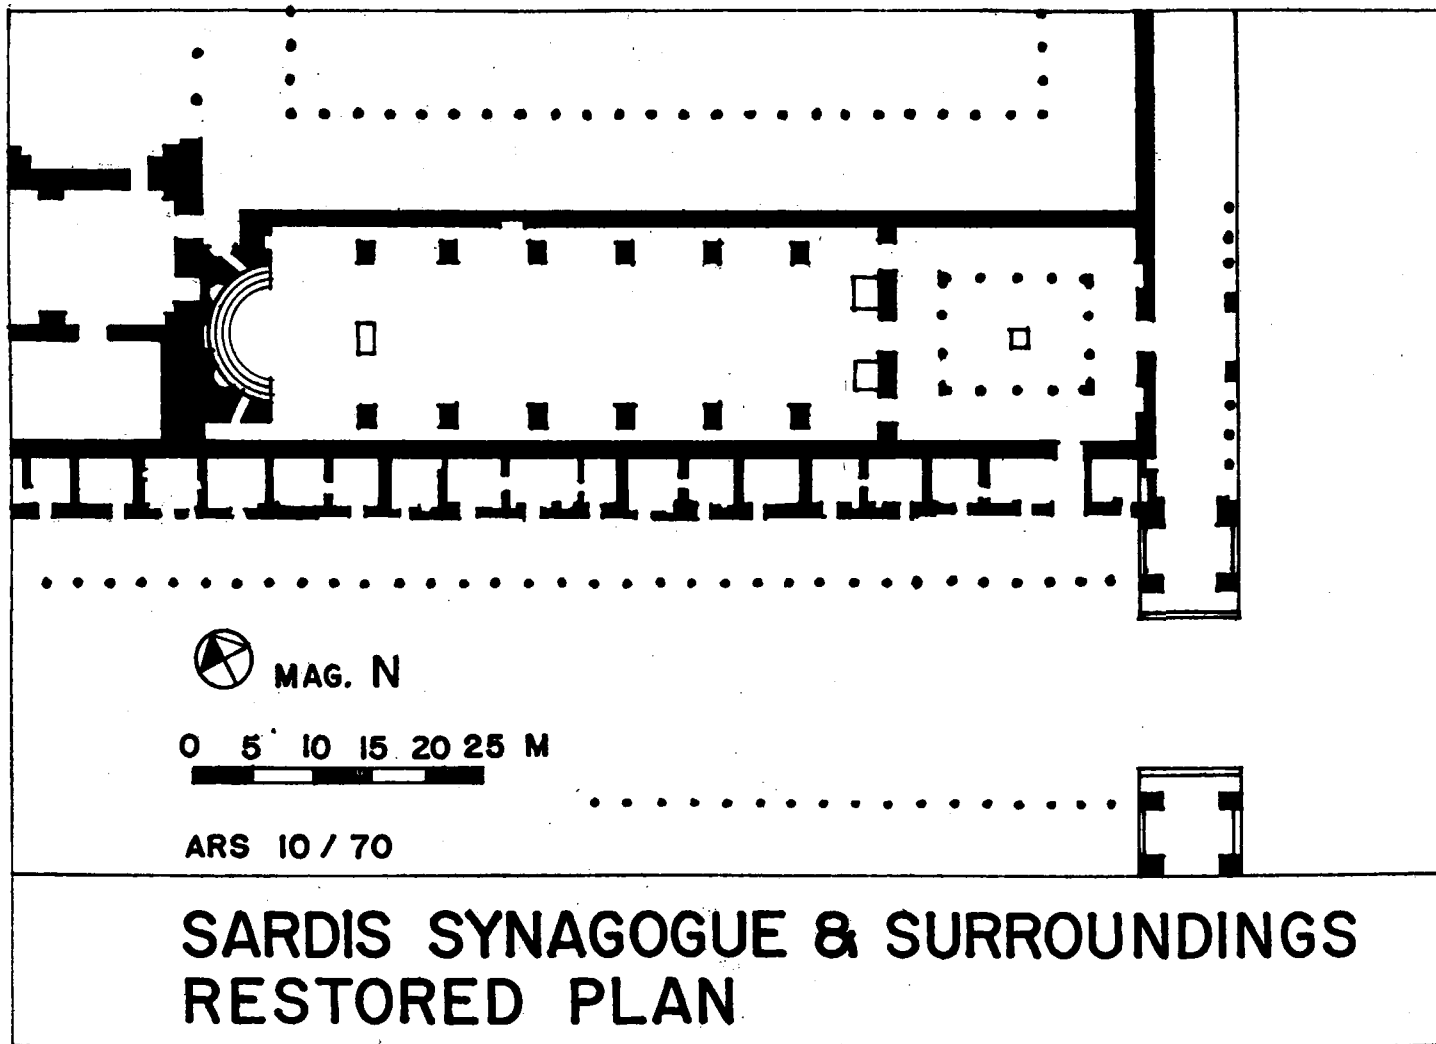 MAG. N
0 5 10 15 20 25 M
ARS 10 / 70
SARDIS SYNAGOGUE & SURROUNDINGS
RESTORED PLAN